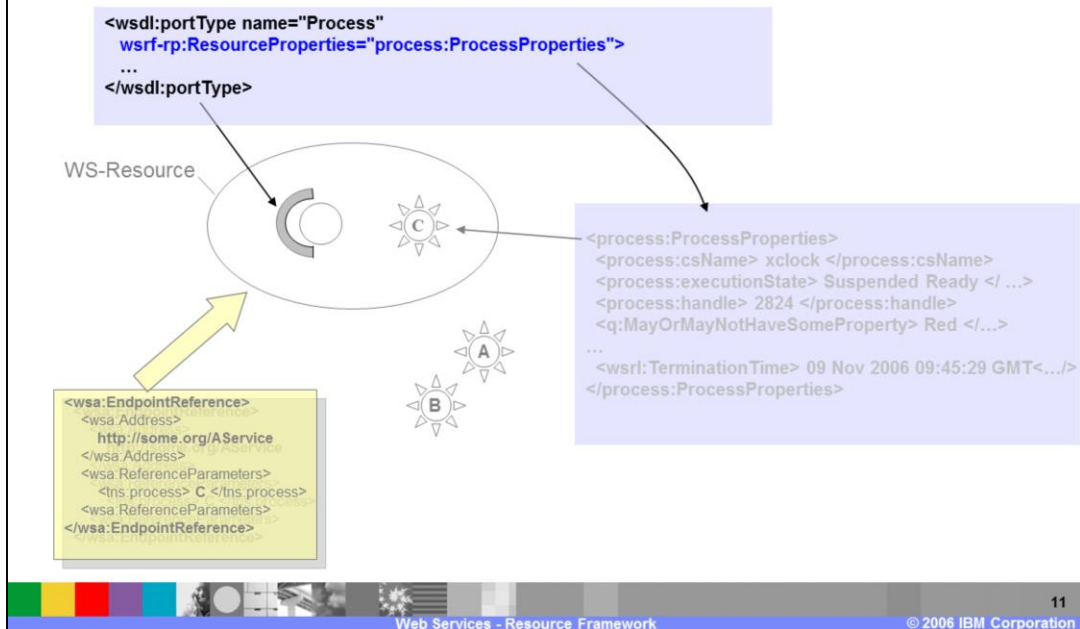 <wsdl:portType name="Process"
wsrf-rp:ResourceProperties="process:ProcessProperties">
...
</wsdl:portType>
WS-Resource
C
<process:ProcessProperties>
<process:csName> xclock </process:csName>
<process:executionState> Suspended Ready </ ...>
<process:handle> 2824 </process:handle>
<q:MayOrMayNotHaveSomeProperty> Red </...>
...
<wsrl:TerminationTime> 09 Nov 2006 09:45:29 GMT<.../>
</process:ProcessProperties>
A
B
<wsa:EndpointReference>
<wsa:Address>
http://some.org/AService
</wsa:Address>
<wsa:ReferenceParameters>
<tns:process> C </tns:process>
<wsa:ReferenceParameters>
</wsa:EndpointReference>
11
Web Services - Resource Framework
© 2006 IBM Corporation